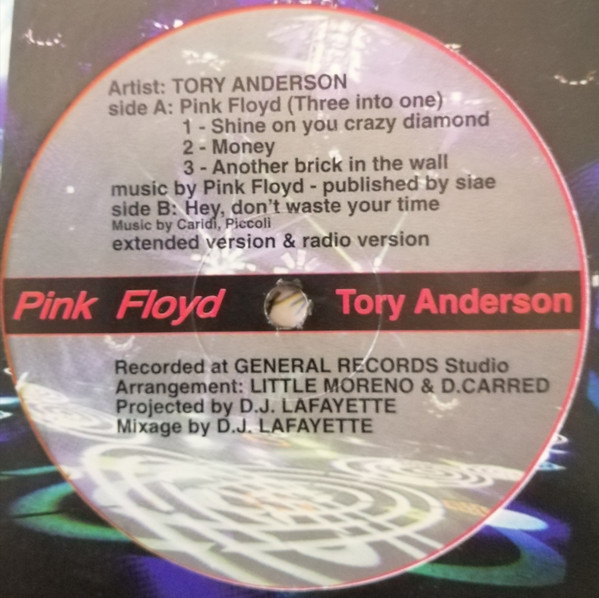 Artist: TORY ANDERSON
side A: Pink Floyd (Three into one)
1 - Shine on you crazy diamond
2 - Money
3 - Another brick in the wall
music by Pink Floyd - published by siae
side B: Hey, don't waste your time
Music by Caridi, Piccoli
extended version & radio version
Pink Floyd Tory Anderson
Recorded at GENERAL RECORDS Studio
Arrangement: LITTLE MORENO & D.CARRED
Projected by D.J. LAFAYETTE
Mixage by D.J. LAFAYETTE